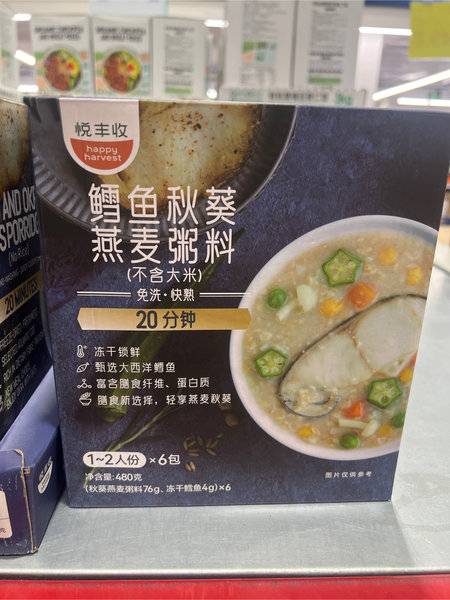 悦丰收
happy
harvest
鳕鱼秋葵
燕麦粥料
(不含大米)
免洗·快熟
20分钟
冻干锁鲜
甄选大西洋鳕鱼
富含膳食纤维、蛋白质
膳食新选择，轻享燕麦秋葵
1~2人份 ×6包
净含量:480克
(秋葵燕麦粥料76g、冻干鳕鱼4g)×6
图片仅供参考
AND OK
SPORRID
20 MINUTES